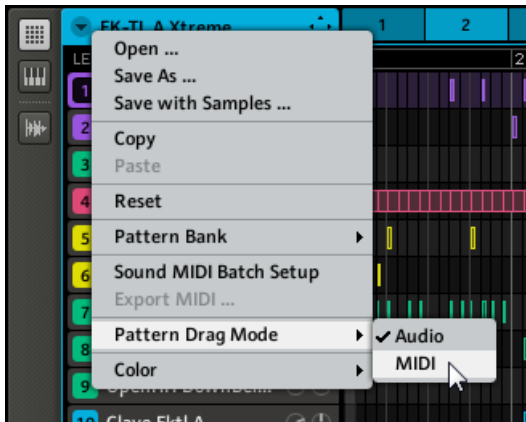 EK-TL A Xtreme
1 2
LE
2
1
Open ...
Save As ...
Save with Samples ...
2
Copy
3
Paste
4
Reset
5
Pattern Bank
6
Sound MIDI Batch Setup
7
Export MIDI ...
8
Pattern Drag Mode
Audio
MIDI
Color
9
10 Clave Fktl A